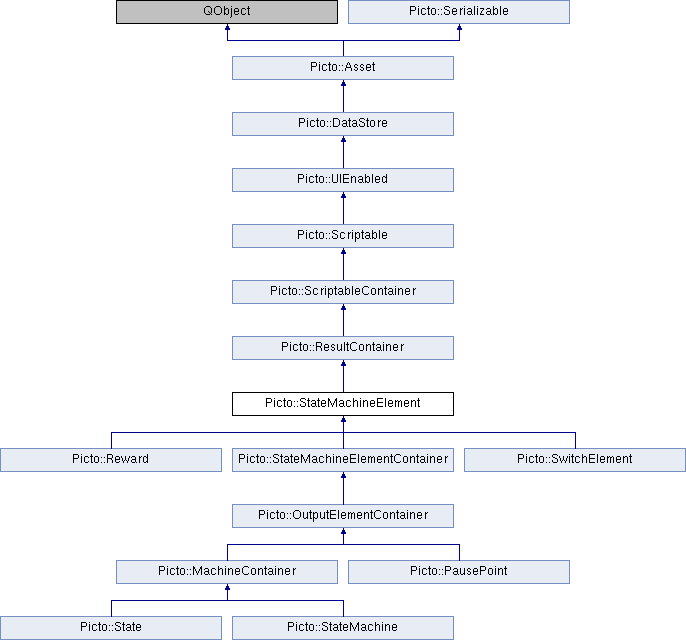 QObject
Picto::Serializable
Picto::Asset
Picto::DataStore
Picto::UIEnabled
Picto::Scriptable
Picto::ScriptableContainer
Picto::ResultContainer
Picto::StateMachineElement
Picto::Reward
Picto::StateMachineElementContainer
Picto::SwitchElement
Picto::OutputElementContainer
Picto::MachineContainer
Picto::PausePoint
Picto::State
Picto::StateMachine